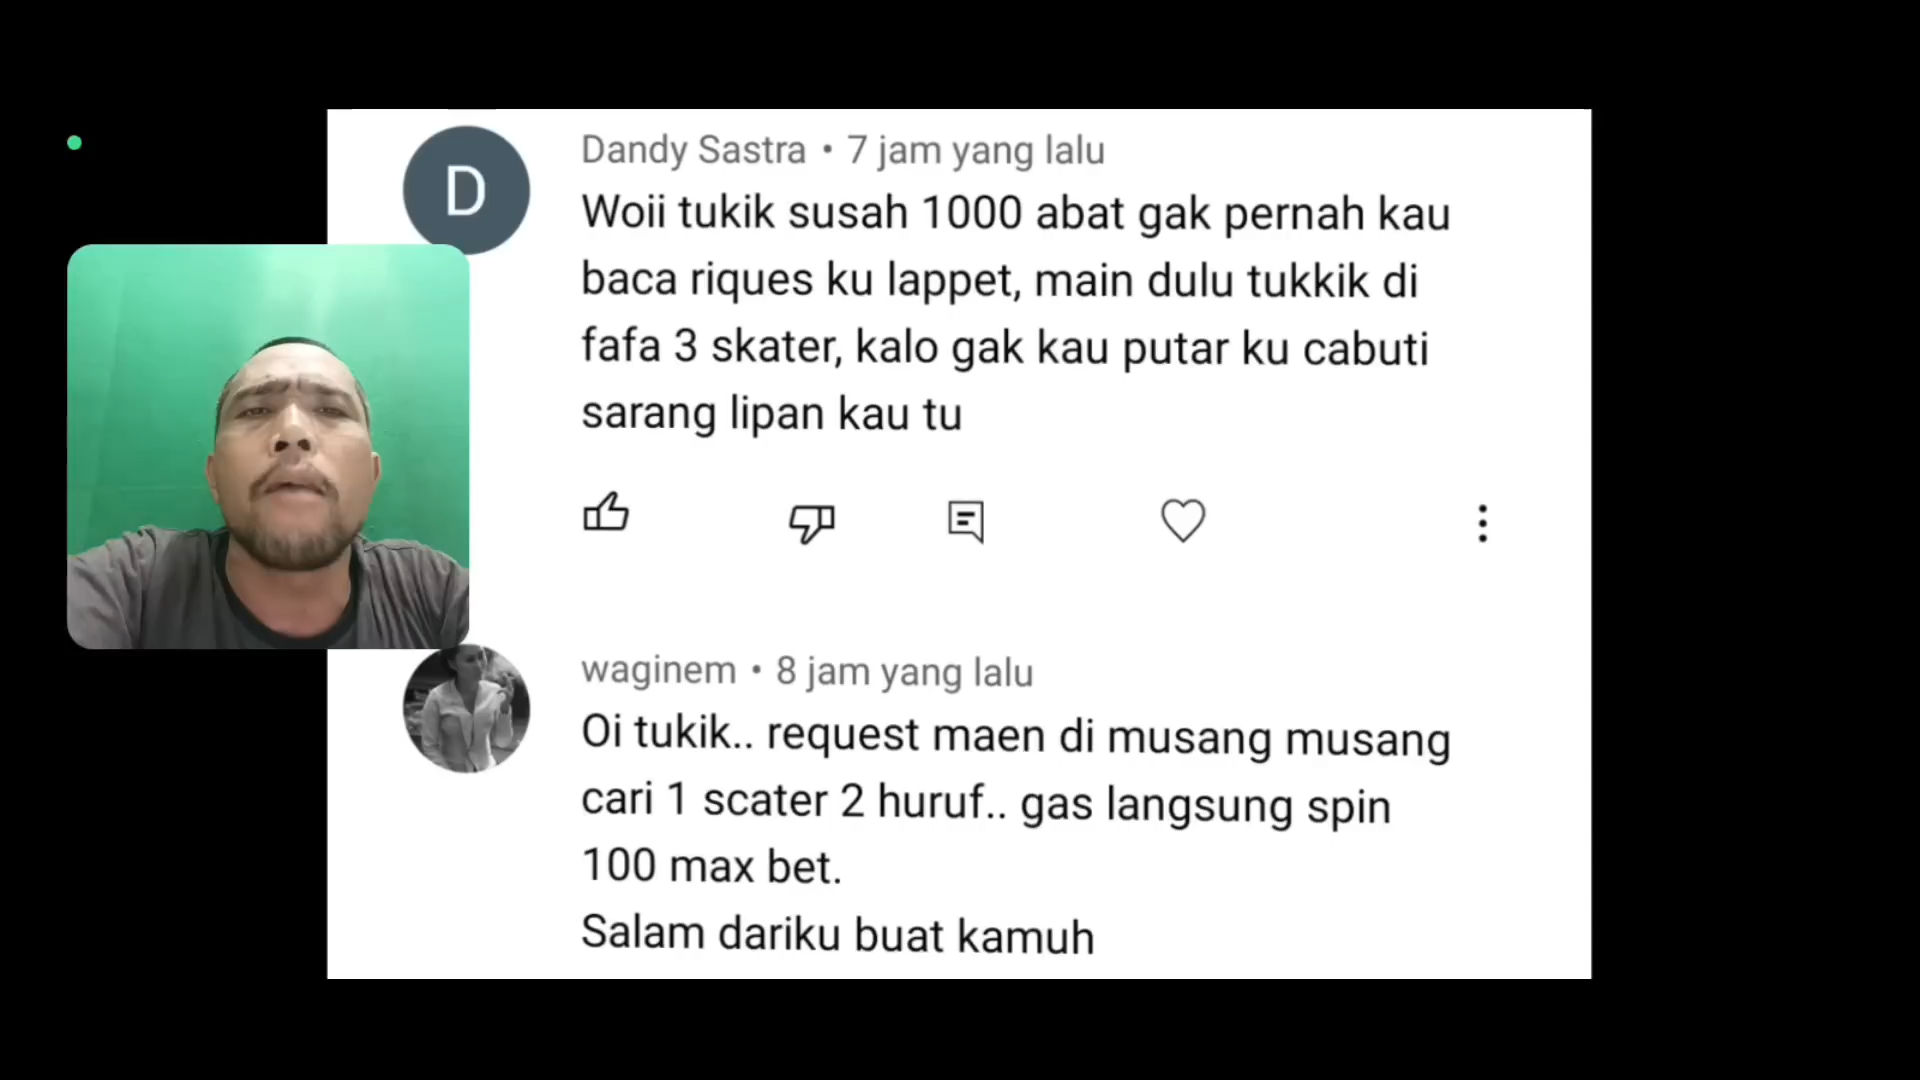 D
Dandy Sastra • 7 jam yang lalu
Woii tukik susah 1000 abat gak pernah kau
baca riques ku lappet, main dulu tukkik di
fafa 3 skater, kalo gak kau putar ku cabuti
sarang lipan kau tu
waginem • 8 jam yang lalu
Oi tukik.. request maen di musang musang
cari 1 scater 2 huruf.. gas langsung spin
100 max bet.
Salam dariku buat kamuh